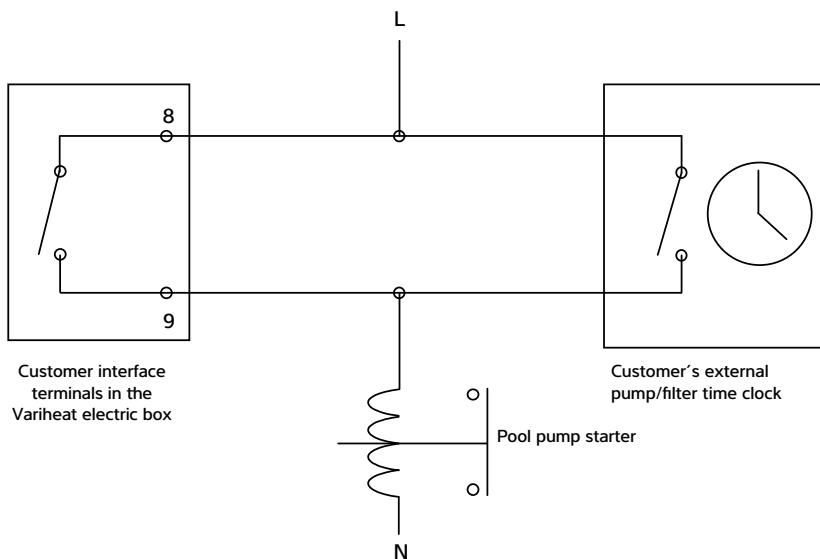 L
8
9
Customer interface
terminals in the
Variheat electric box
Customer´s external
pump/filter time clock
Pool pump starter
N